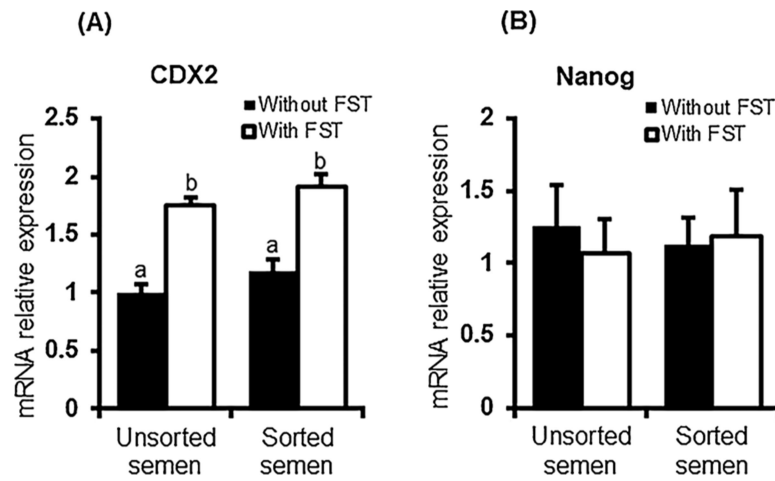 (A)
CDX2
Without FST
With FST
mRNA relative expression
2.5
2
1.5
1
0.5
0
a
b
a
b
Unsorted semen
Sorted semen
(B)
Nanog
Without FST
With FST
mRNA relative expression
2
1.5
1
0.5
0
Unsorted semen
Sorted semen